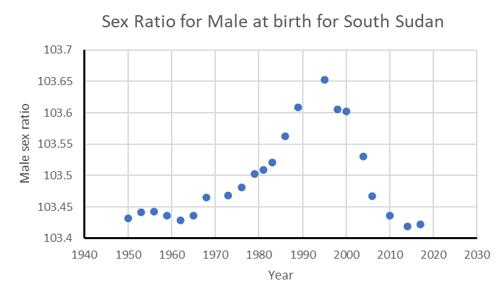 Sex Ratio for Male at birth for South Sudan
103.7
103.65
103.6
103.55
103.5
103.45
103.4
Male sex ratio
1940 1950 1960 1970 1980 1990 2000 2010 2020 2030
Year